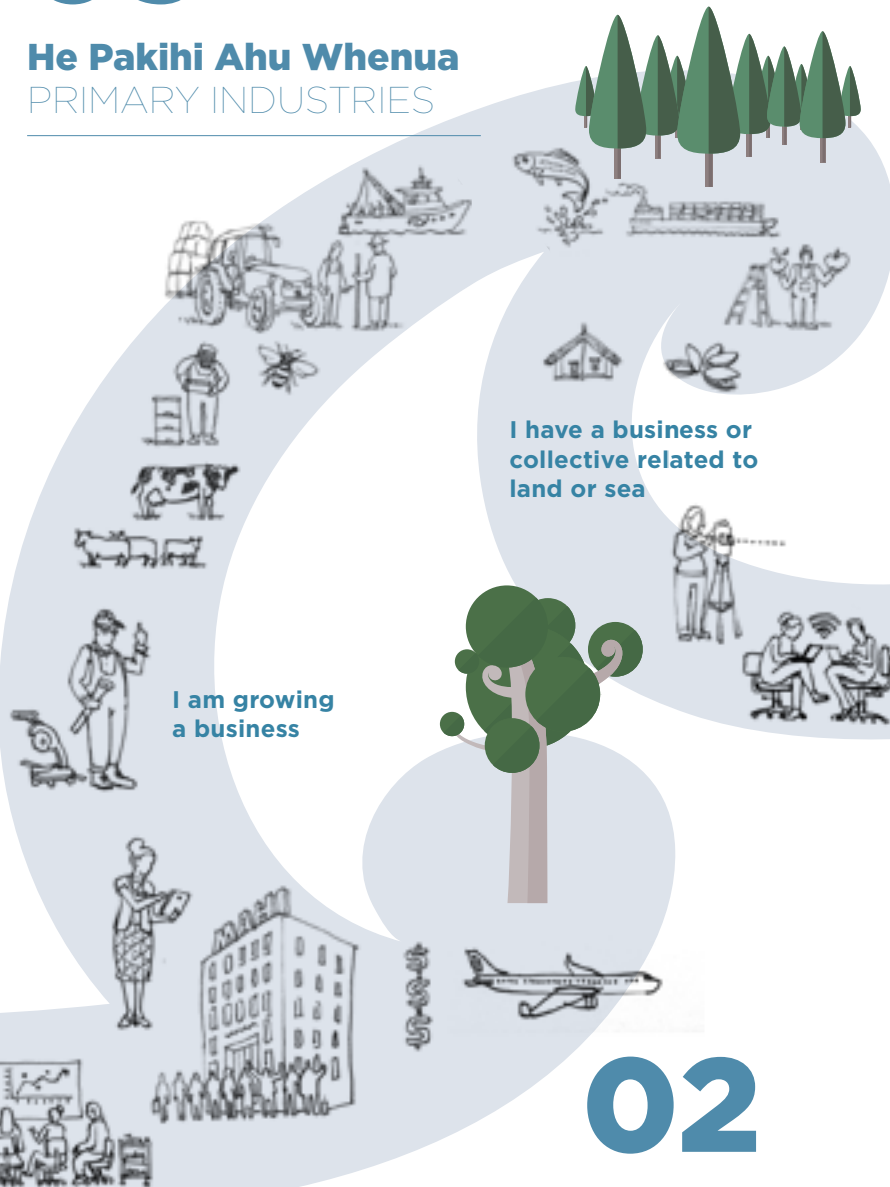 He Pakihi Ahu Whenua
PRIMARY INDUSTRIES
I have a business or
collective related to
land or sea
I am growing
a business
MAHI
$-$-$-$
02